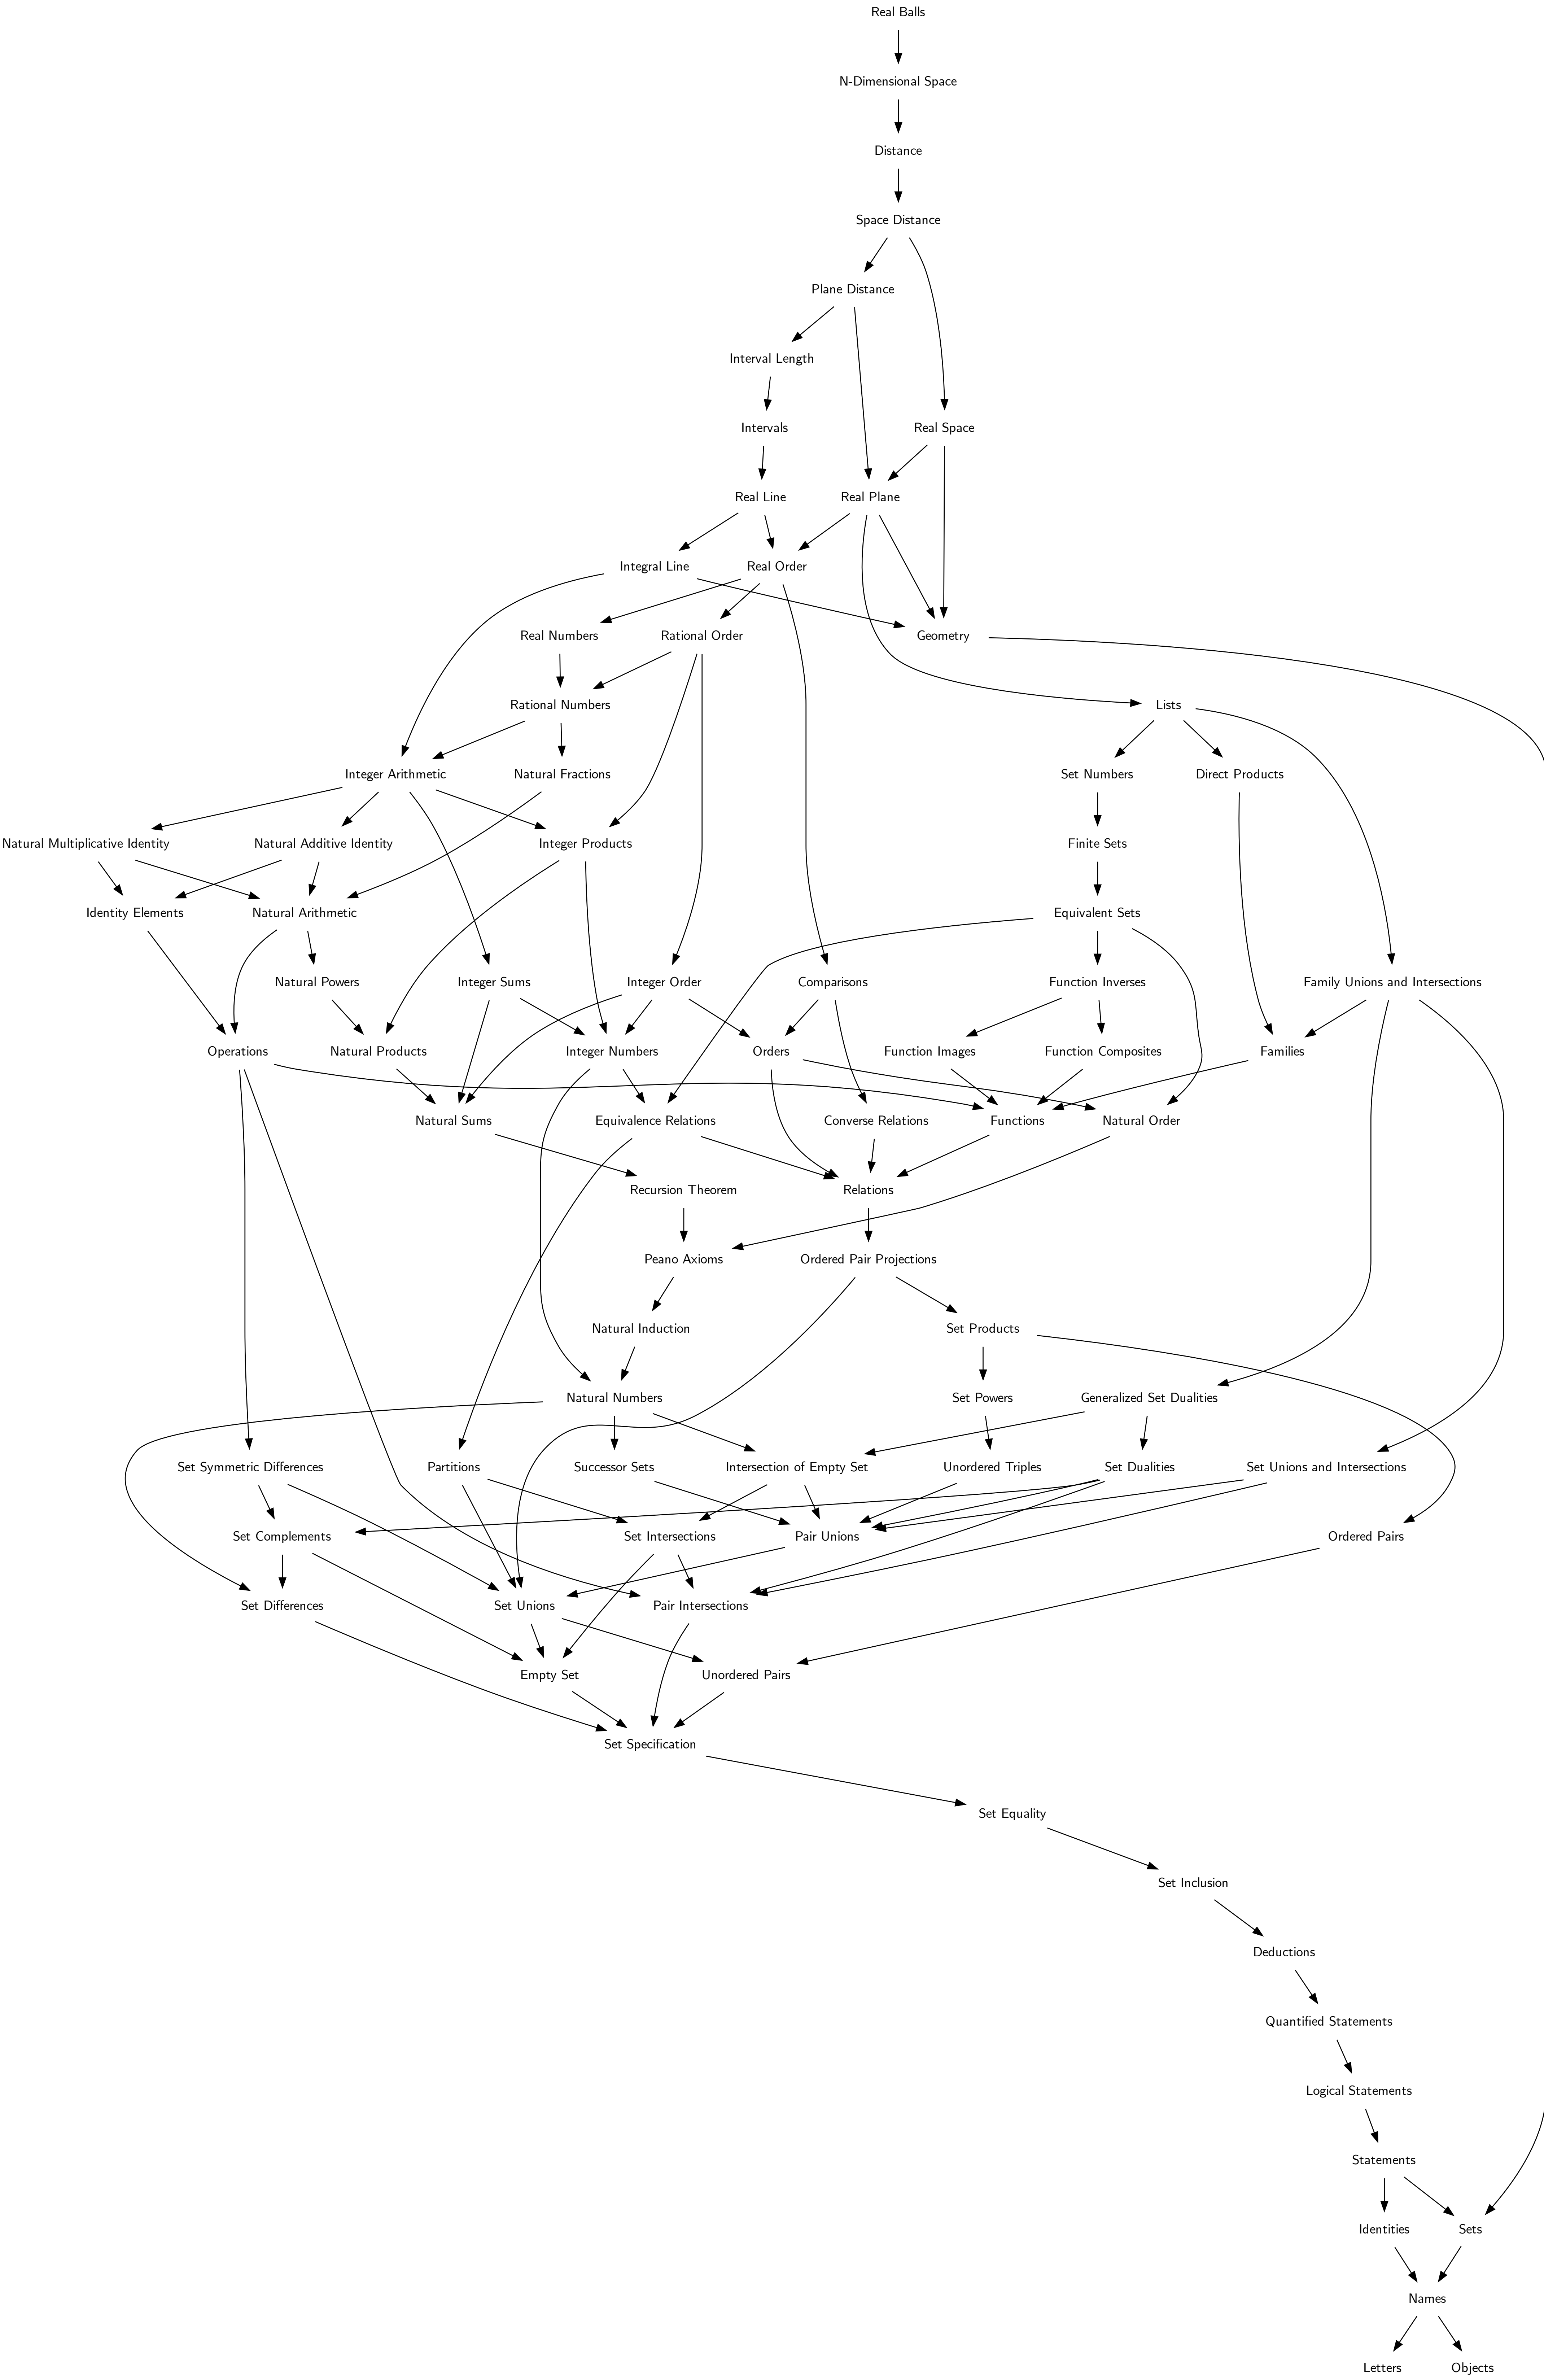 Real Balls
N-Dimensional Space
Distance
Space Distance
Plane Distance
Interval Length
Intervals
Real Space
Real Line
Real Plane
Integral Line
Real Order
Real Numbers
Rational Order
Geometry
Rational Numbers
Lists
Integer Arithmetic
Natural Fractions
Set Numbers
Direct Products
Natural Multiplicative Identity
Natural Additive Identity
Integer Products
Finite Sets
Identity Elements
Natural Arithmetic
Equivalent Sets
Natural Powers
Integer Sums
Integer Order
Comparisons
Function Inverses
Family Unions and Intersections
Operations
Natural Products
Integer Numbers
Orders
Function Images
Function Composites
Families
Natural Sums
Equivalence Relations
Converse Relations
Functions
Natural Order
Recursion Theorem
Relations
Peano Axioms
Ordered Pair Projections
Natural Induction
Set Products
Natural Numbers
Set Powers
Generalized Set Dualities
Set Symmetric Differences
Partitions
Successor Sets
Intersection of Empty Set
Unordered Triples
Set Dualities
Set Unions and Intersections
Set Complements
Set Intersections
Pair Unions
Ordered Pairs
Set Differences
Set Unions
Pair Intersections
Empty Set
Unordered Pairs
Set Specification
Set Equality
Set Inclusion
Deductions
Quantified Statements
Logical Statements
Statements
Identities
Sets
Names
Letters
Objects